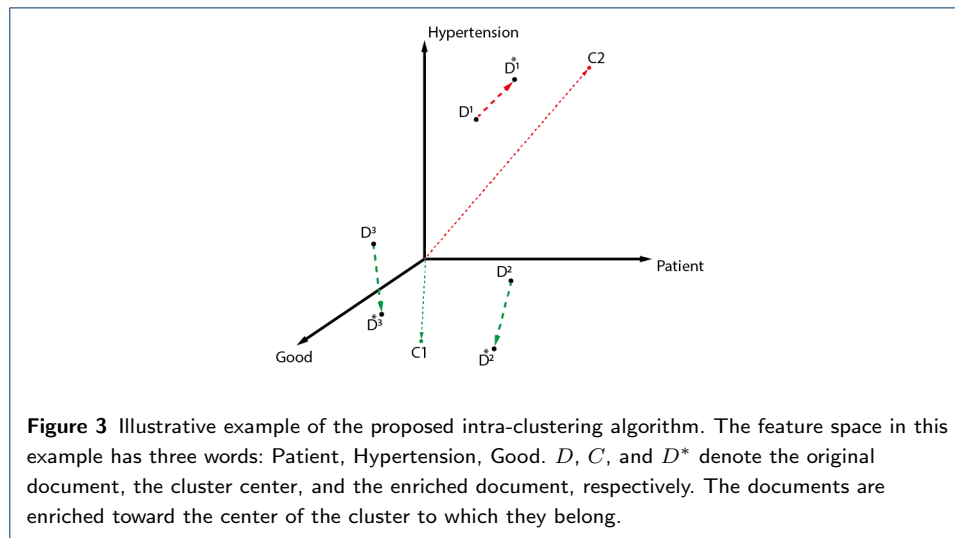 Hypertension
C2
D*1
D1
D3
Patient
D2
D*3
C1
Good
D*2
Figure 3 Illustrative example of the proposed intra-clustering algorithm. The feature space in this
example has three words: Patient, Hypertension, Good. D, C, and D* denote the original
document, the cluster center, and the enriched document, respectively. The documents are
enriched toward the center of the cluster to which they belong.